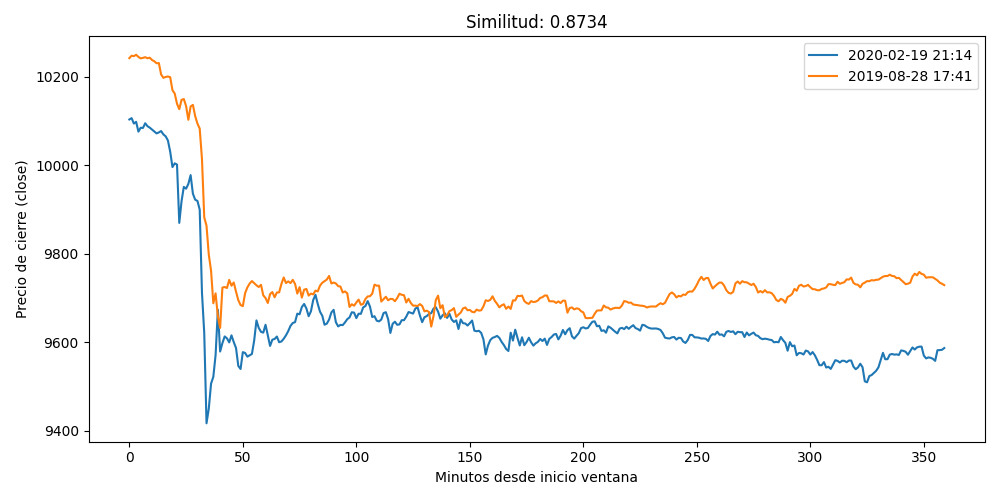 Similitud: 0.8734
2020-02-19 21:14
2019-08-28 17:41
Precio de cierre (close)
10200
10000
9800
9600
9400
0 50 100 150 200 250 300 350
Minutos desde inicio ventana